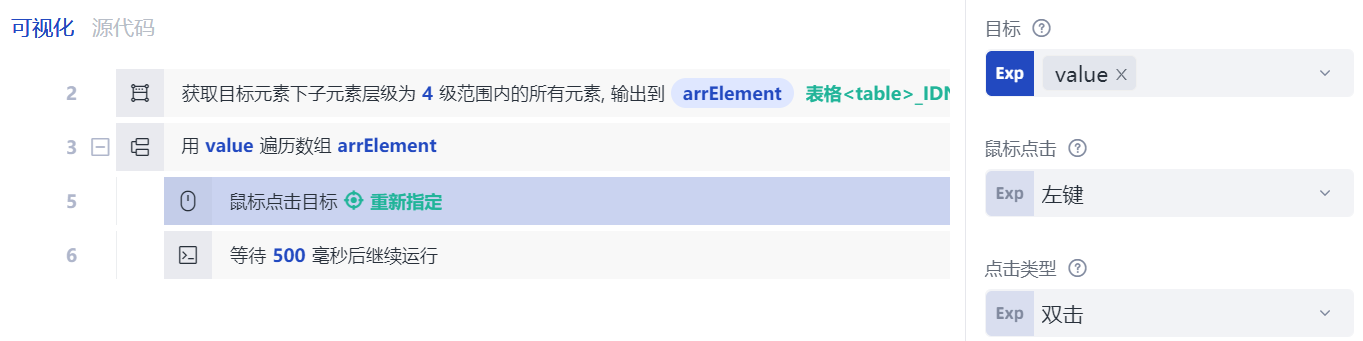 可视化 源代码
2 获取目标元素下子元素层级为 4 级范围内的所有元素, 输出到 arrElement 表格<table>_IDN
3 用 value 遍历数组 arrElement
5 鼠标点击目标 重新指定
6 等待 500 毫秒后继续运行
目标
Exp value X
鼠标点击
Exp 左键
点击类型
Exp 双击